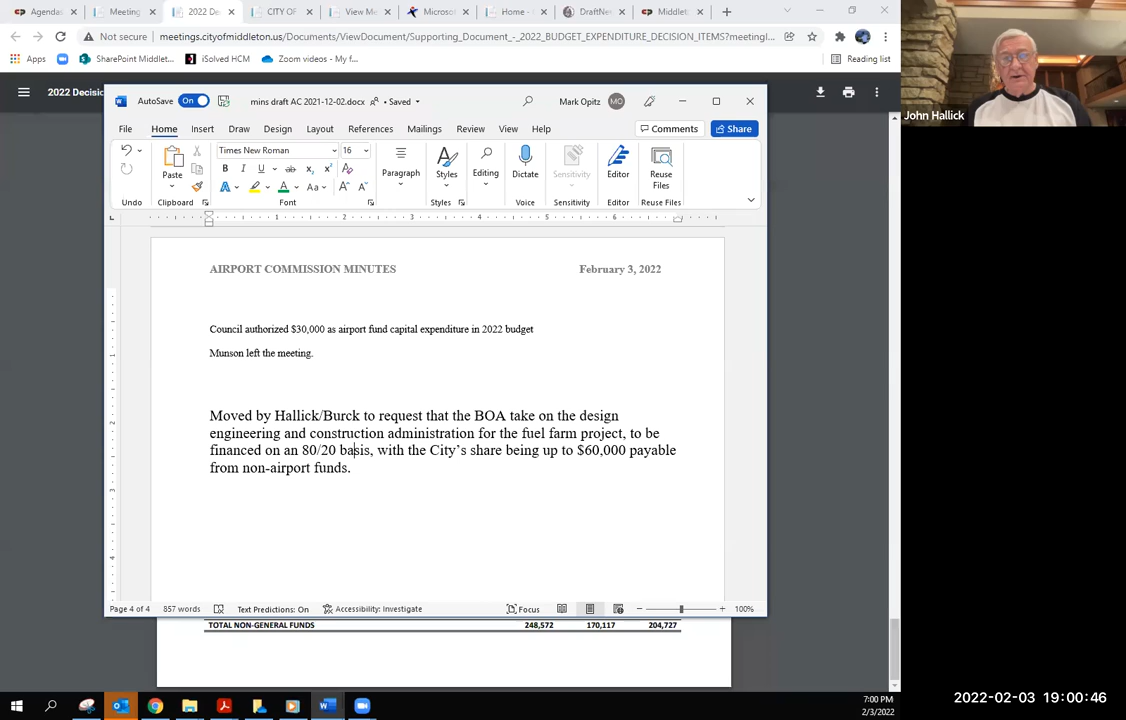 Agendas
Meeting
2022 De
CITY OF
View Me
Microso
Home -
DraftNe
Middlet
Not secure
meetings.cityofmiddleton.us/Documents/ViewDocument/Supporting_Document_-_2022_BUDGET_EXPENDITURE_DECISION_ITEMS?meetingI...
Apps
SharePoint Middlet...
iSolved HCM
Zoom videos - My f...
Reading list
2022 Decisio
AutoSave
On
mins draft AC 2021-12-02.docx
• Saved
Mark Opitz
MO
File
Home
Insert
Draw
Design
Layout
References
Mailings
Review
View
Help
Comments
Share
Times New Roman
16
Paste
Paragraph
Styles
Editing
Dictate
Sensitivity
Editor
Reuse
Files
Undo
Clipboard
Font
Styles
Voice
Sensitivity
Editor
Reuse Files
AIRPORT COMMISSION MINUTES
February 3, 2022
Council authorized $30,000 as airport fund capital expenditure in 2022 budget
Munson left the meeting.
Moved by Hallick/Burck to request that the BOA take on the design
engineering and construction administration for the fuel farm project, to be
financed on an 80/20 basis, with the City's share being up to $60,000 payable
from non-airport funds.
Page 4 of 4
857 words
Text Predictions: On
Accessibility: Investigate
Focus
100%
TOTAL NON-GENERAL FUNDS 248,572 170,117 204,727
7:00 PM
2/3/2022
John Hallick
2022-02-03 19:00:46